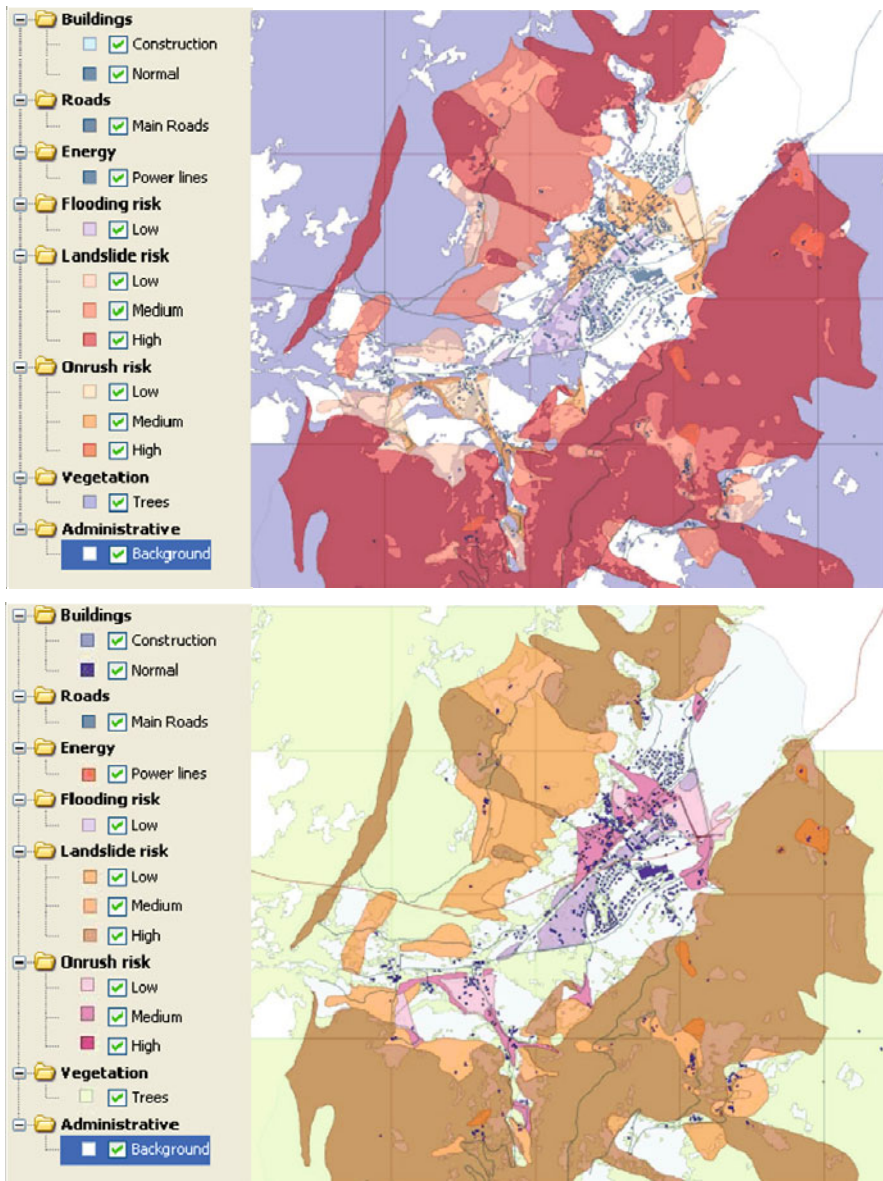 Buildings
Construction
Normal
Roads
Main Roads
Energy
Power lines
Flooding risk
Low
Landslide risk
Low
Medium
High
Onrush risk
Low
Medium
High
Vegetation
Trees
Administrative
Background
Buildings
Construction
Normal
Roads
Main Roads
Energy
Power lines
Flooding risk
Low
Landslide risk
Low
Medium
High
Onrush risk
Low
Medium
High
Vegetation
Trees
Administrative
Background